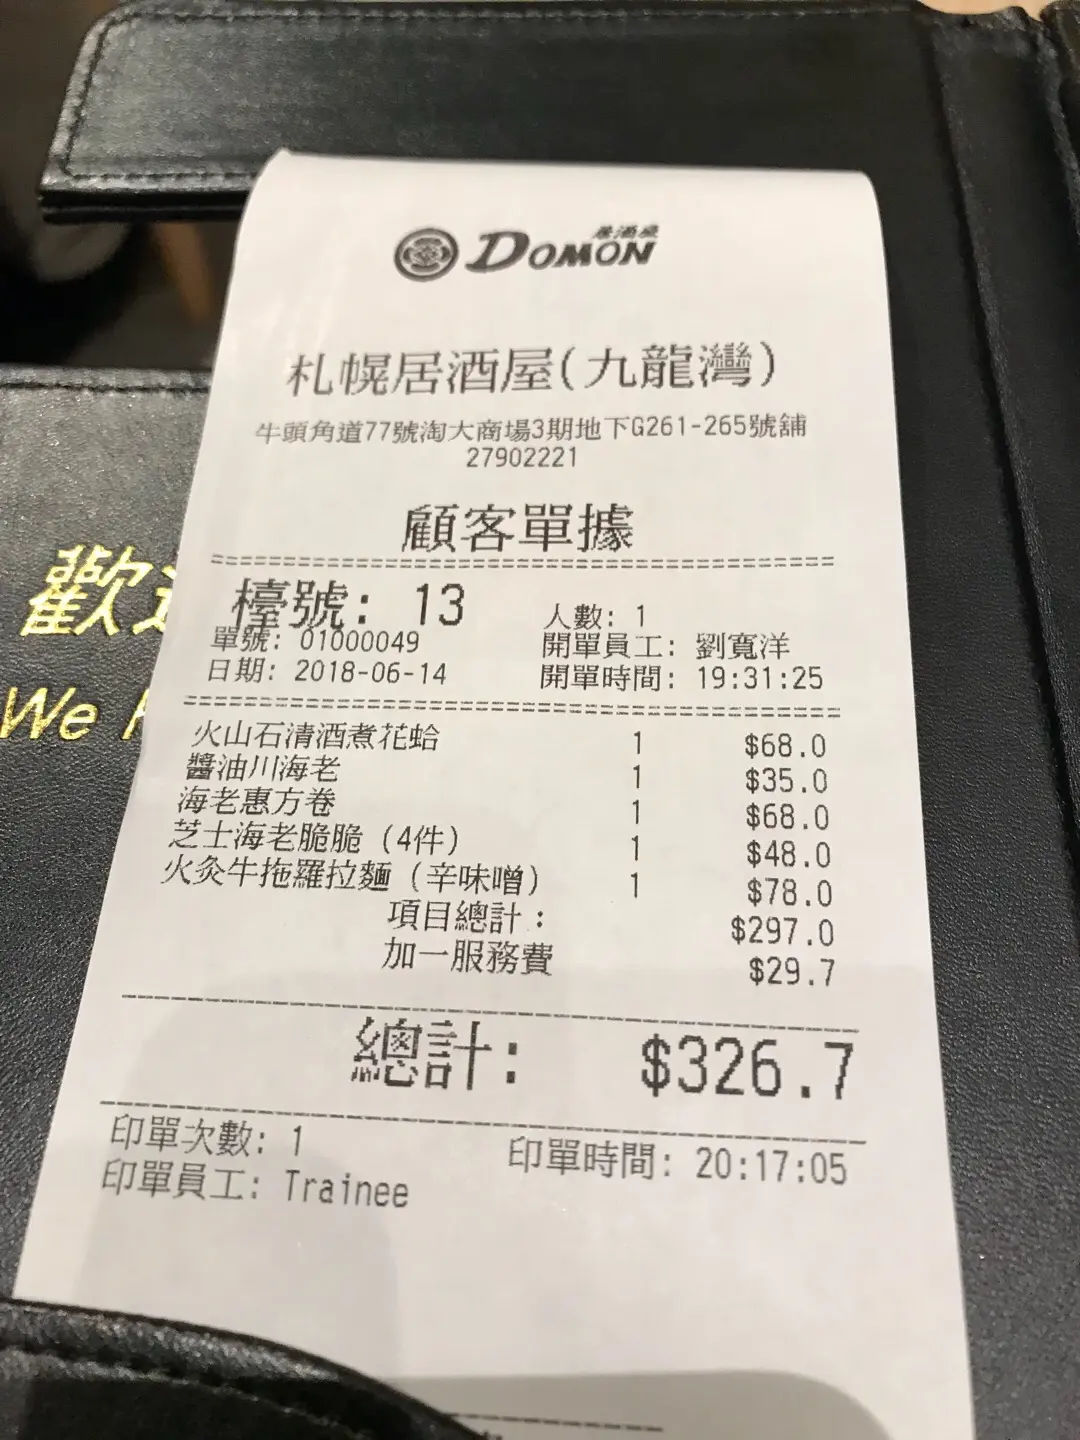 居酒屋
DOMON
札幌居酒屋(九龍灣)
牛頭角道77號淘大商場3期地下G261-265號舖
27902221
顧客單據
檯號: 13 人數: 1
單號: 01000049 開單員工: 劉寬洋
日期: 2018-06-14 開單時間: 19:31:25
火山石清酒煮花蛤 1 $68.0
醬油川海老 1 $35.0
海老惠方卷 1 $68.0
芝士海老脆脆 (4件) 1 $48.0
火灸牛拖羅拉麵 (辛味噌) 1 $78.0
項目總計: $297.0
加一服務費 $29.7
總計: $326.7
印單次數: 1 印單時間: 20:17:05
印單員工: Trainee
歡
We